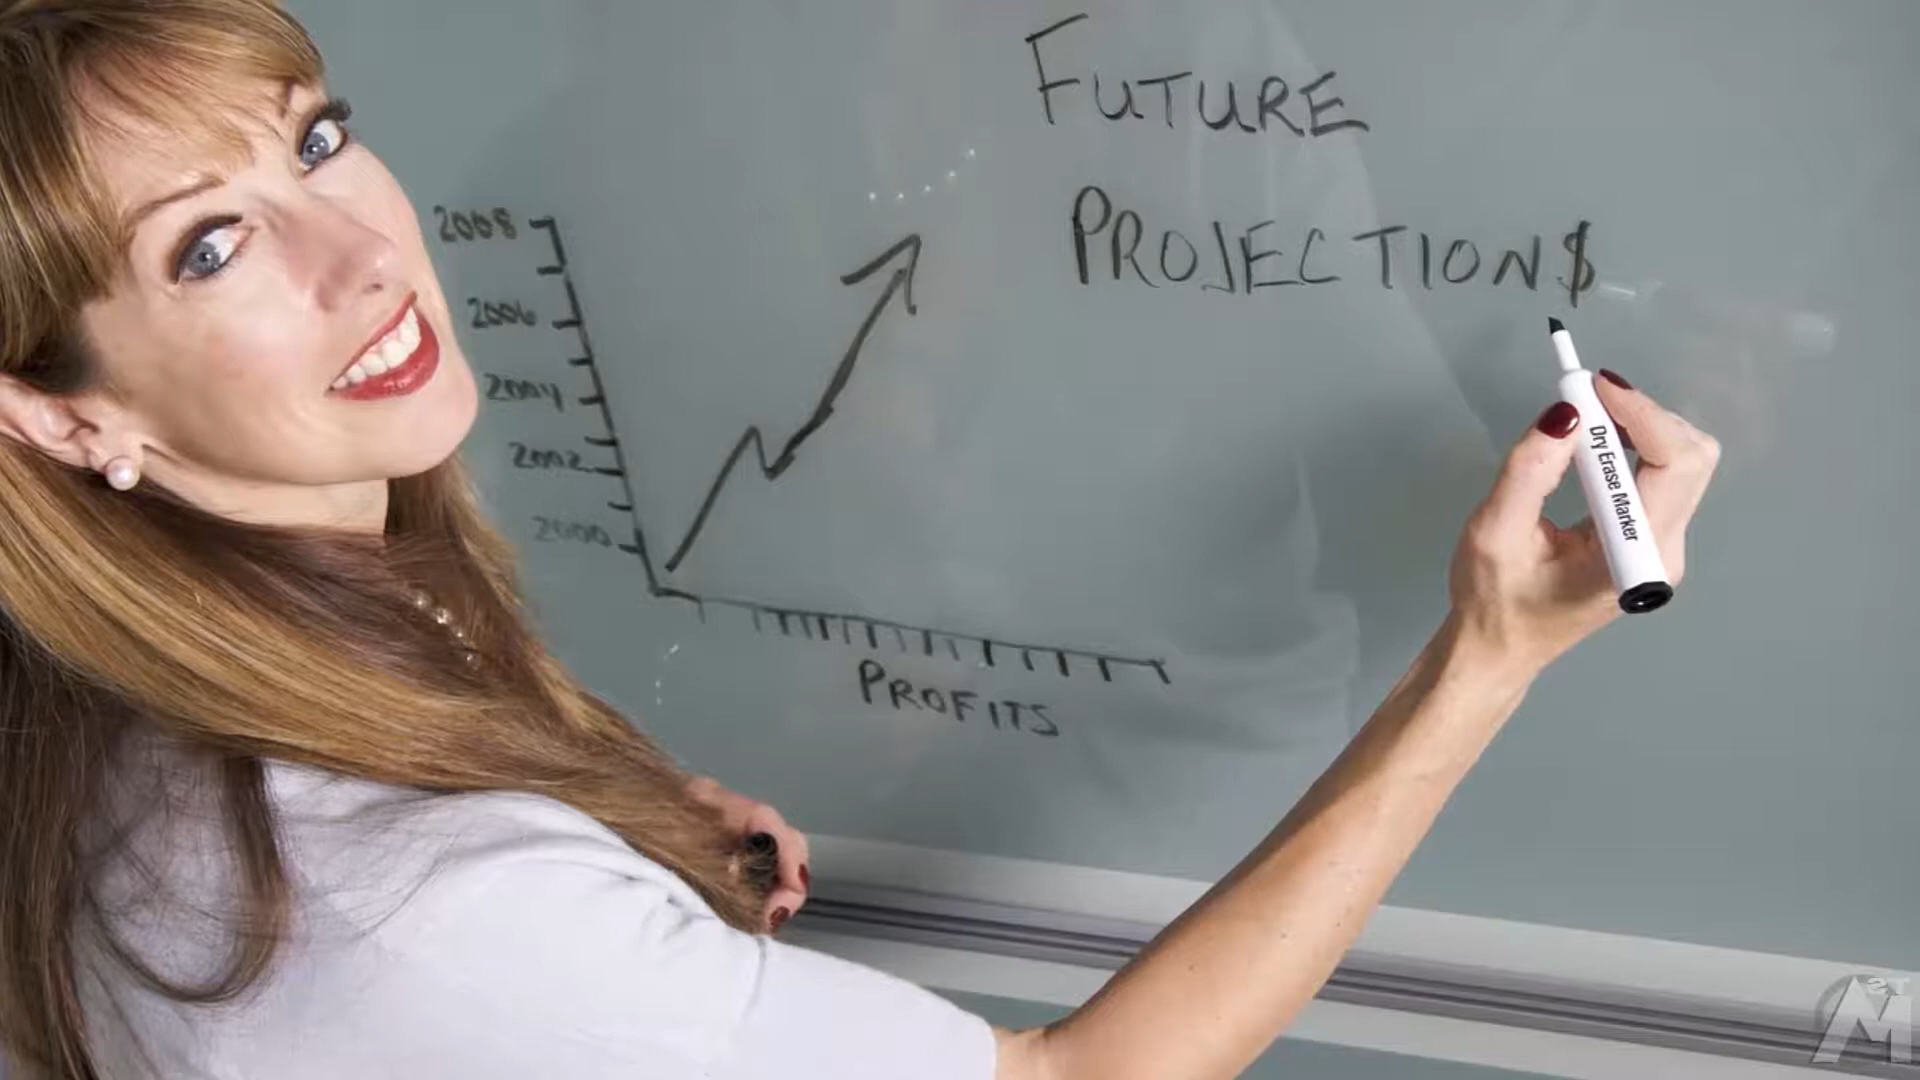 FUTURE
PROJECTION$
2008
2006
2004
2002
2000
PROFITS
Dry Erase Marker